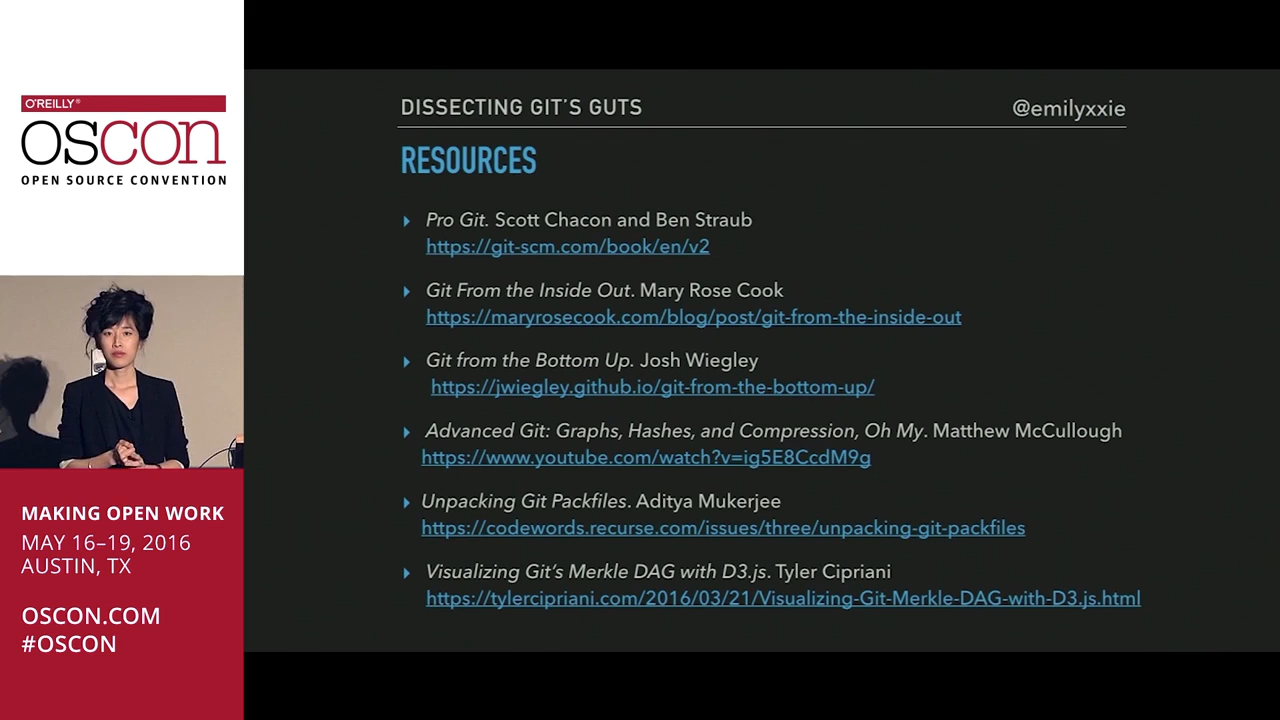 O'REILLY®
OSCON
OPEN SOURCE CONVENTION
MAKING OPEN WORK
MAY 16–19, 2016
AUSTIN, TX
OSCON.COM
#OSCON
DISSECTING GIT'S GUTS
@emilyxxie
RESOURCES
Pro Git. Scott Chacon and Ben Straub
https://git-scm.com/book/en/v2
Git From the Inside Out. Mary Rose Cook
https://maryrosecook.com/blog/post/git-from-the-inside-out
Git from the Bottom Up. Josh Wiegley
https://jwiegley.github.io/git-from-the-bottom-up/
Advanced Git: Graphs, Hashes, and Compression, Oh My. Matthew McCullough
https://www.youtube.com/watch?v=ig5E8CcdM9g
Unpacking Git Packfiles. Aditya Mukerjee
https://codewords.recurse.com/issues/three/unpacking-git-packfiles
Visualizing Git's Merkle DAG with D3.js. Tyler Cipriani
https://tylercipriani.com/2016/03/21/Visualizing-Git-Merkle-DAG-with-D3.js.html